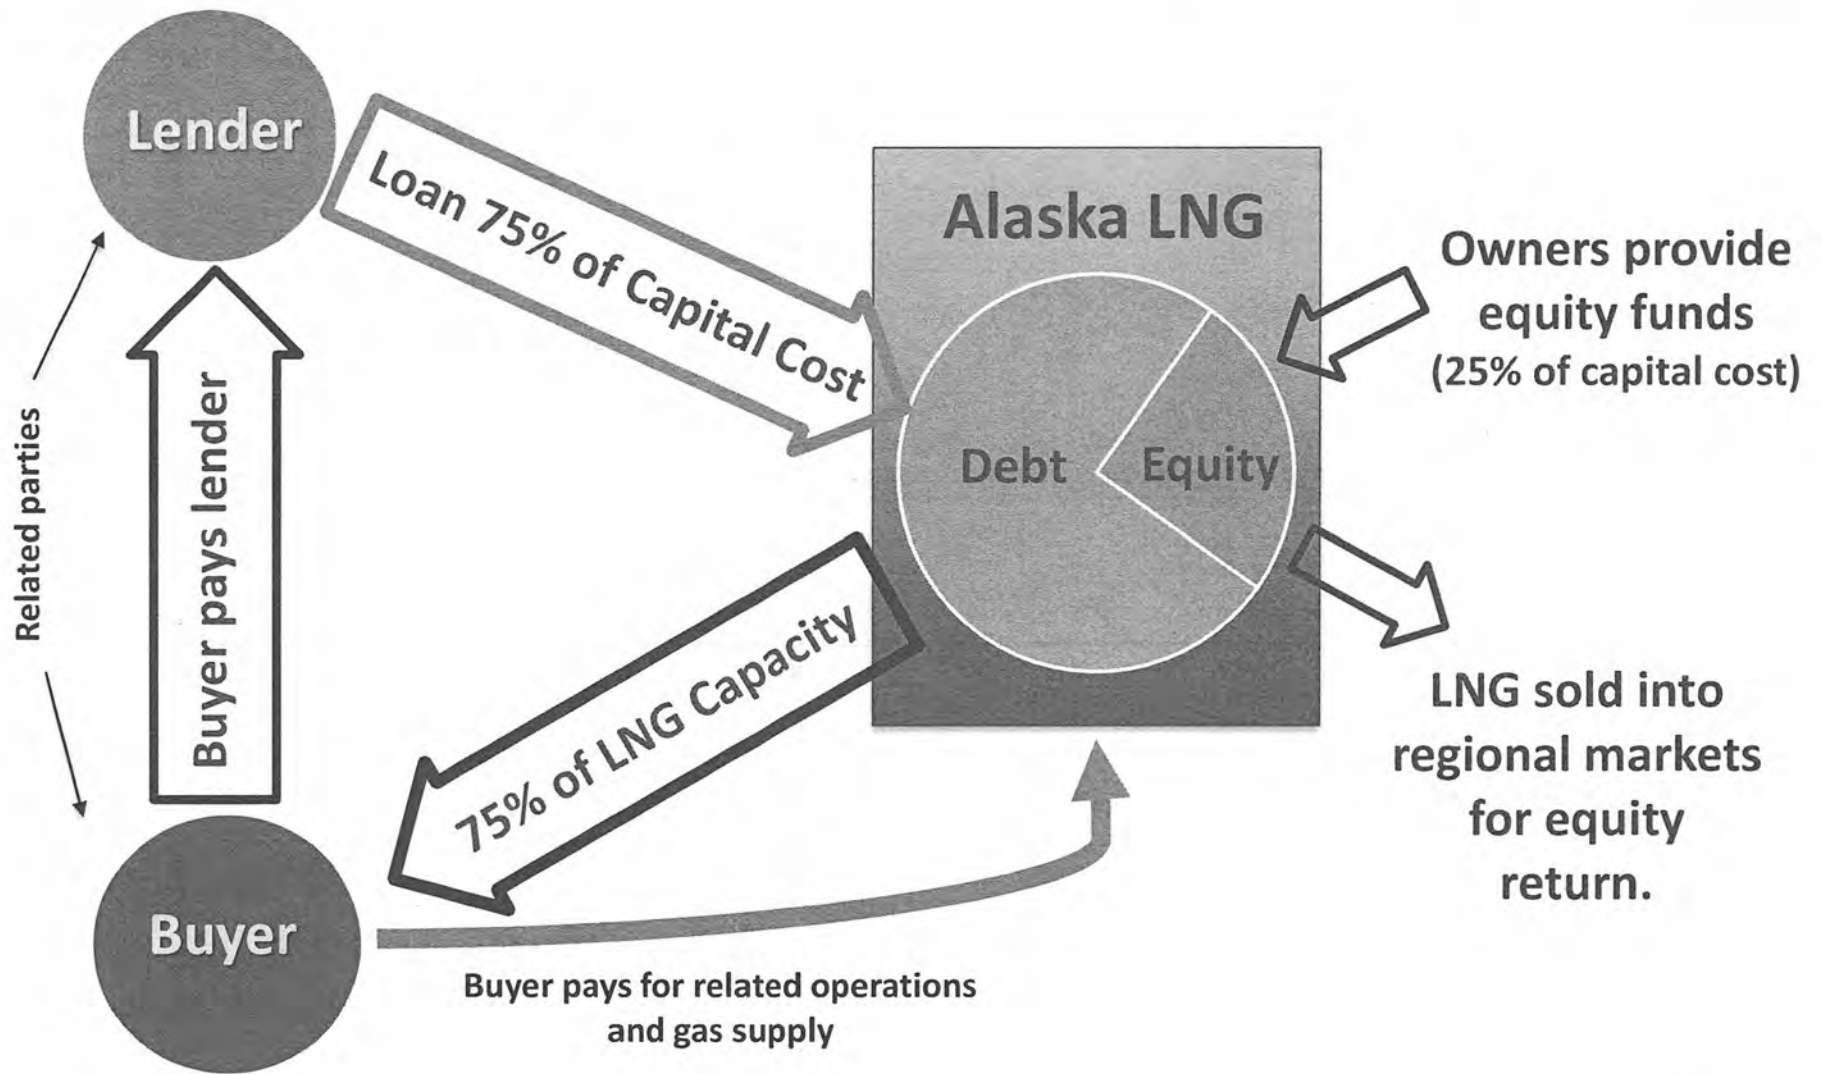 Lender
Loan 75% of Capital Cost
Alaska LNG
Owners provide
equity funds
(25% of capital cost)
Debt
Equity
Related parties
Buyer pays lender
75% of LNG Capacity
LNG sold into
regional markets
for equity
return.
Buyer
Buyer pays for related operations
and gas supply